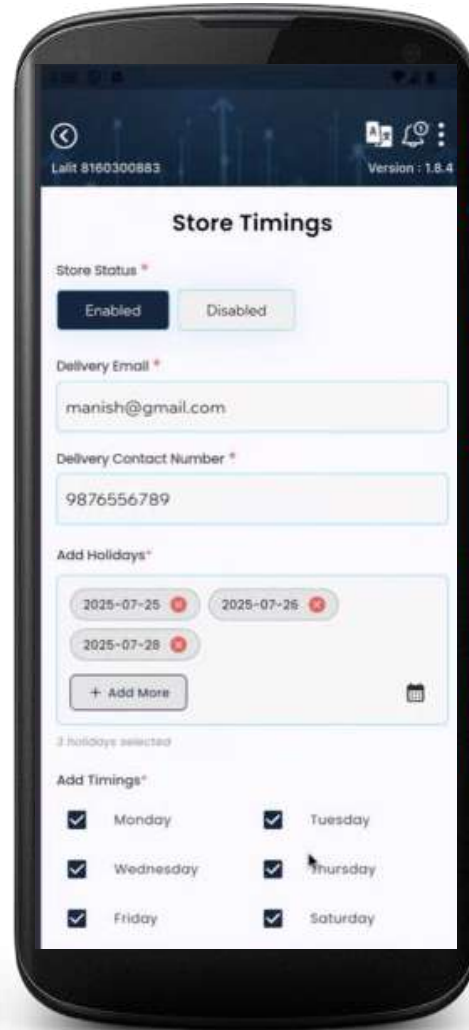 Lalit 8160300883
Version : 1.8.4
Store Timings
Store Status *
Enabled
Disabled
Delivery Email *
manish@gmail.com
Delivery Contact Number *
9876556789
Add Holidays*
2025-07-25
2025-07-26
2025-07-28
+ Add More
3 holidays selected
Add Timings*
Monday
Tuesday
Wednesday
Thursday
Friday
Saturday